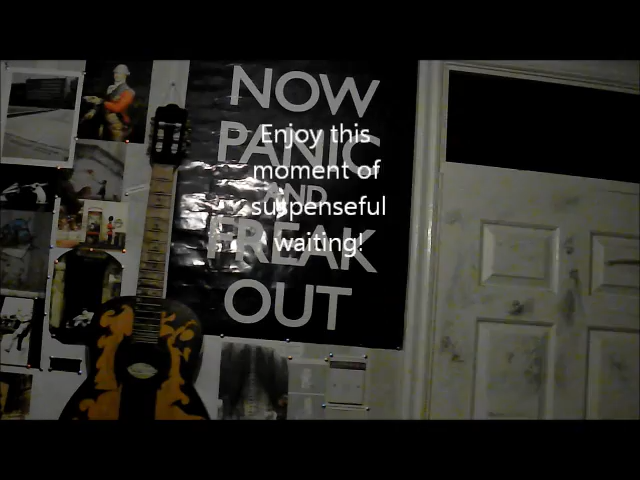 NOW
PANIC
AND
FREAK
OUT
Enjoy this
moment of
suspenseful
waiting!